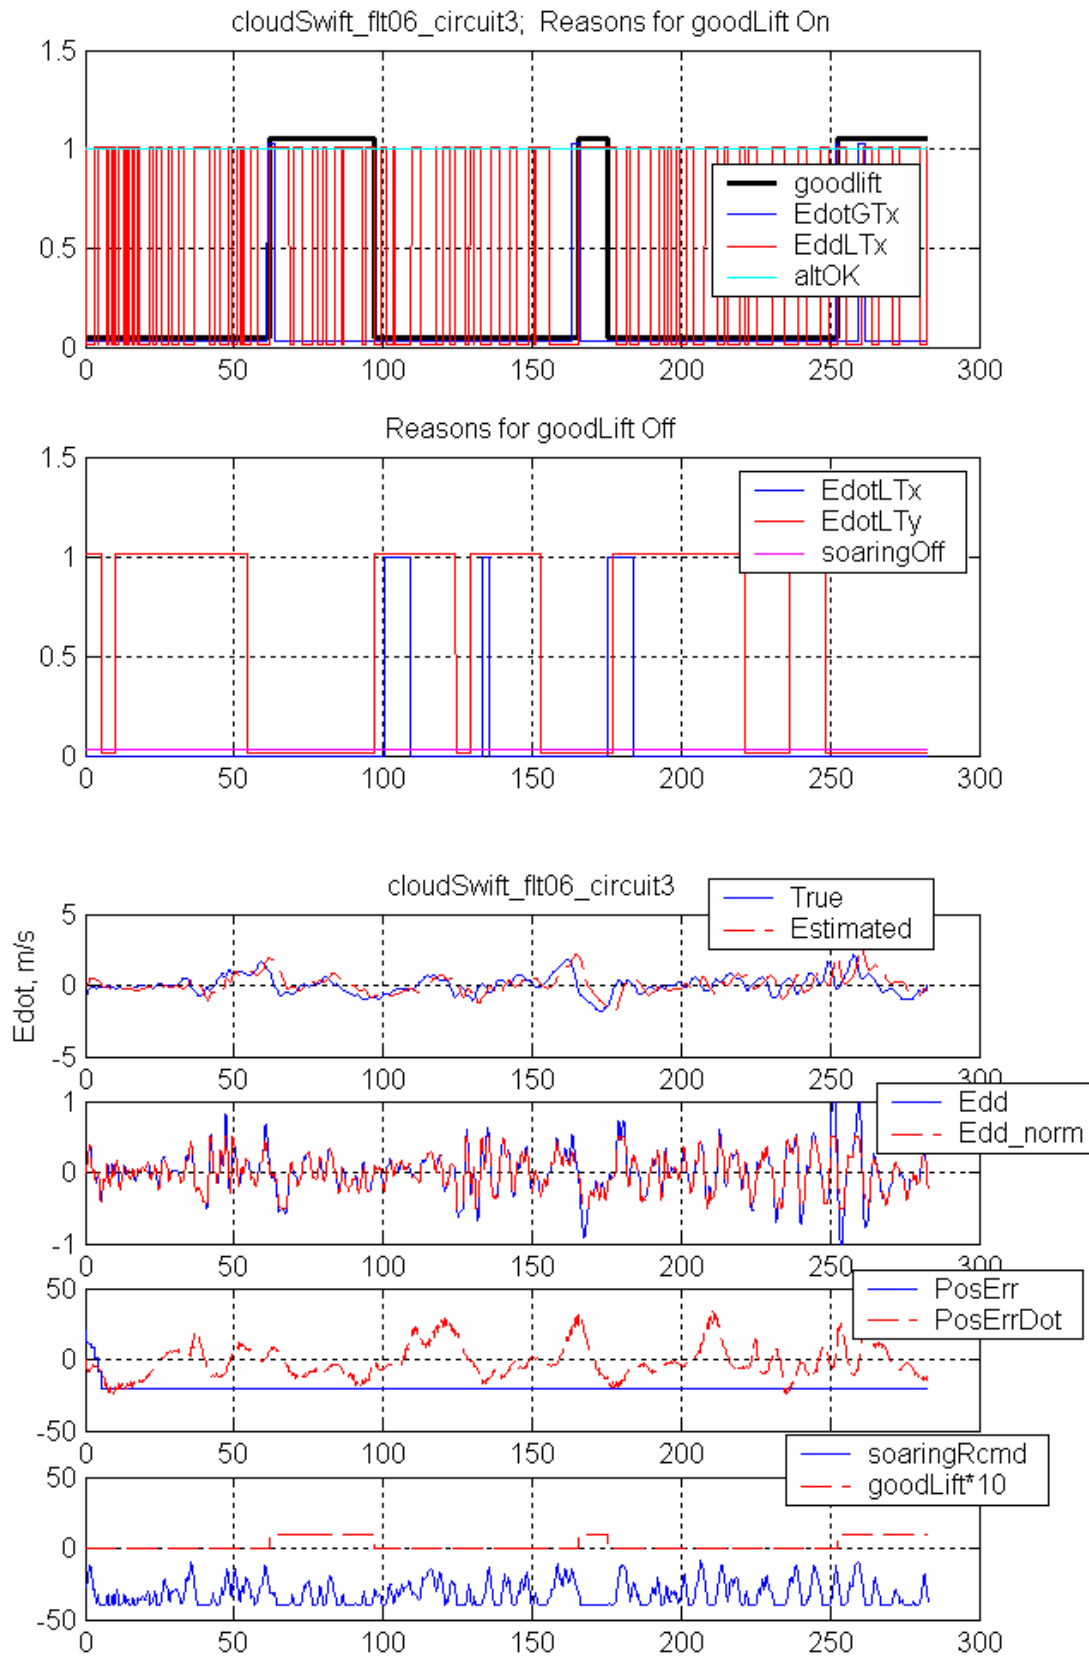 cloudSwift_flt06_circuit3;  Reasons for goodLift On
1.5
1
0.5
0
goodlift
EdotGTx
EddLTx
altOK
0 50 100 150 200 250 300
Reasons for goodLift Off
1.5
1
0.5
0
EdotLTx
EdotLTy
soaringOff
0 50 100 150 200 250 300
cloudSwift_flt06_circuit3
Edot, m/s
5
0
-5
True
Estimated
0 50 100 150 200 250 300
1
0
-1
Edd
Edd_norm
0 50 100 150 200 250 300
50
0
-50
PosErr
PosErrDot
0 50 100 150 200 250 300
50
0
-50
soaringRcmd
goodLift*10
0 50 100 150 200 250 300